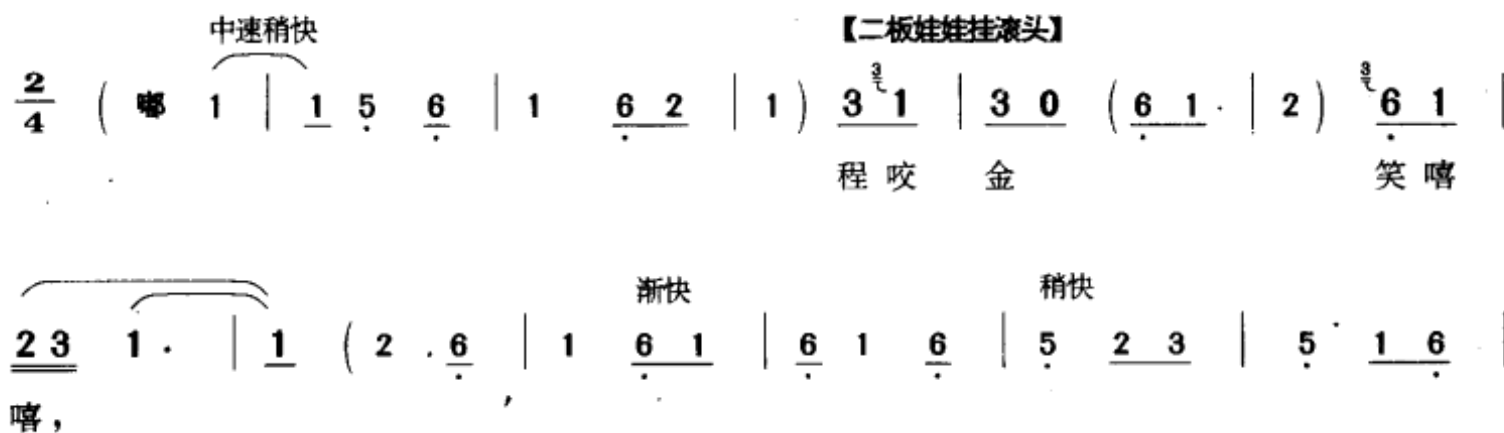 中速稍快 【二板娃娃挂滚头】
2/4 ( 嘟 1 | 1 5 6 | 1 6 2 | 1 ) 3 3 1 | 3 0 ( 6 1 · | 2 ) 3 6 1 |
程 咬 金 笑 嘻
渐快 稍快
2 3 1 · | 1 ( 2 . 6 | 1 6 1 | 6 1 6 | 5 2 3 | 5 1 6 |
嘻，